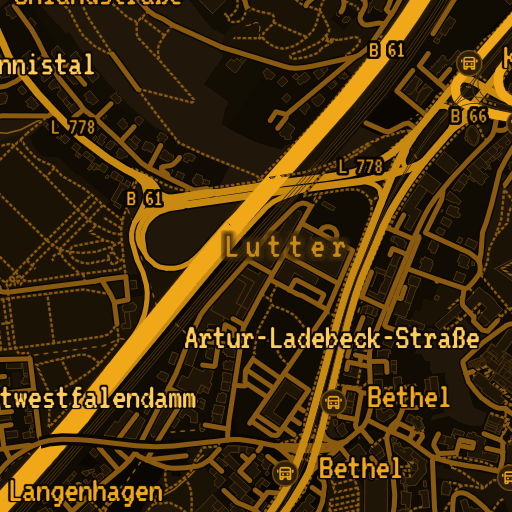 B 61
nnistal
B 66
L 778
L 778
B 61
Lutter
Artur-Ladebeck-Straße
twestfalendamm
Bethel
Bethel
Langenhagen